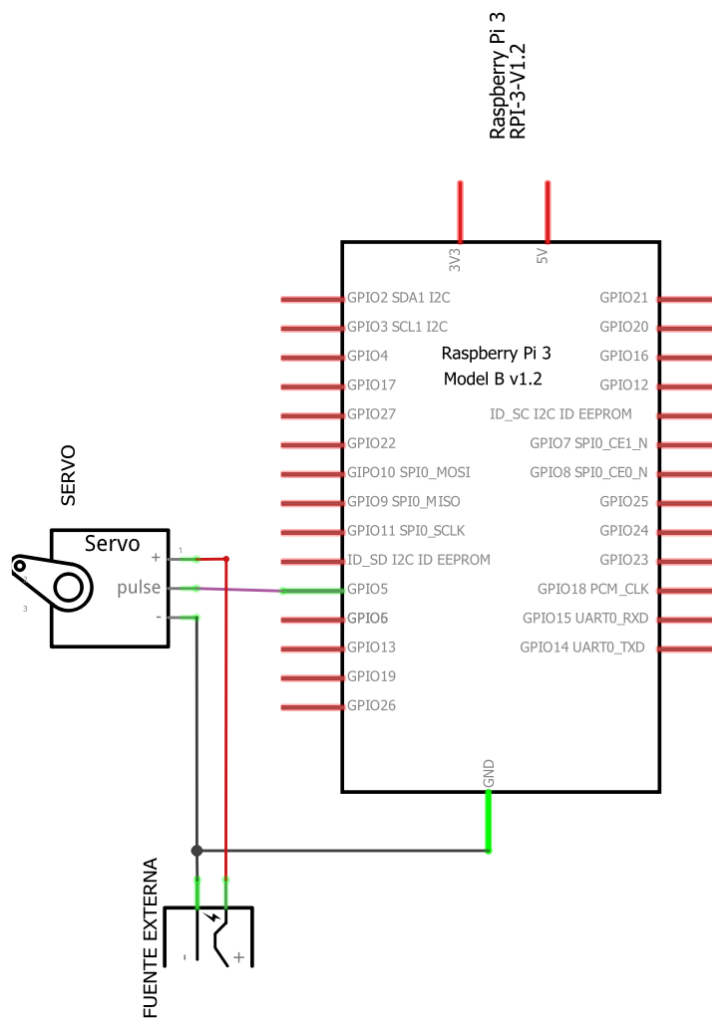 Raspberry Pi 3
RPI-3-V1.2
3V3
5V
GPIO2 SDA1 I2C
GPIO21
GPIO3 SCL1 I2C
GPIO20
GPIO4
GPIO16
Raspberry Pi 3
Model B v1.2
GPIO17
GPIO12
GPIO27
ID_SC I2C ID EEPROM
GPIO22
GPIO7 SPI0_CE1_N
GIPO10 SPI0_MOSI
GPIO8 SPI0_CE0_N
GPIO9 SPI0_MISO
GPIO25
GPIO11 SPI0_SCLK
GPIO24
ID_SD I2C ID EEPROM
GPIO23
GPIO5
GPIO18 PCM_CLK
GPIO6
GPIO15 UART0_RXD
GPIO13
GPIO14 UART0_TXD
GPIO19
GPIO26
GND
SERVO
Servo
+
1
pulse
-
3
FUENTE EXTERNA
-
+